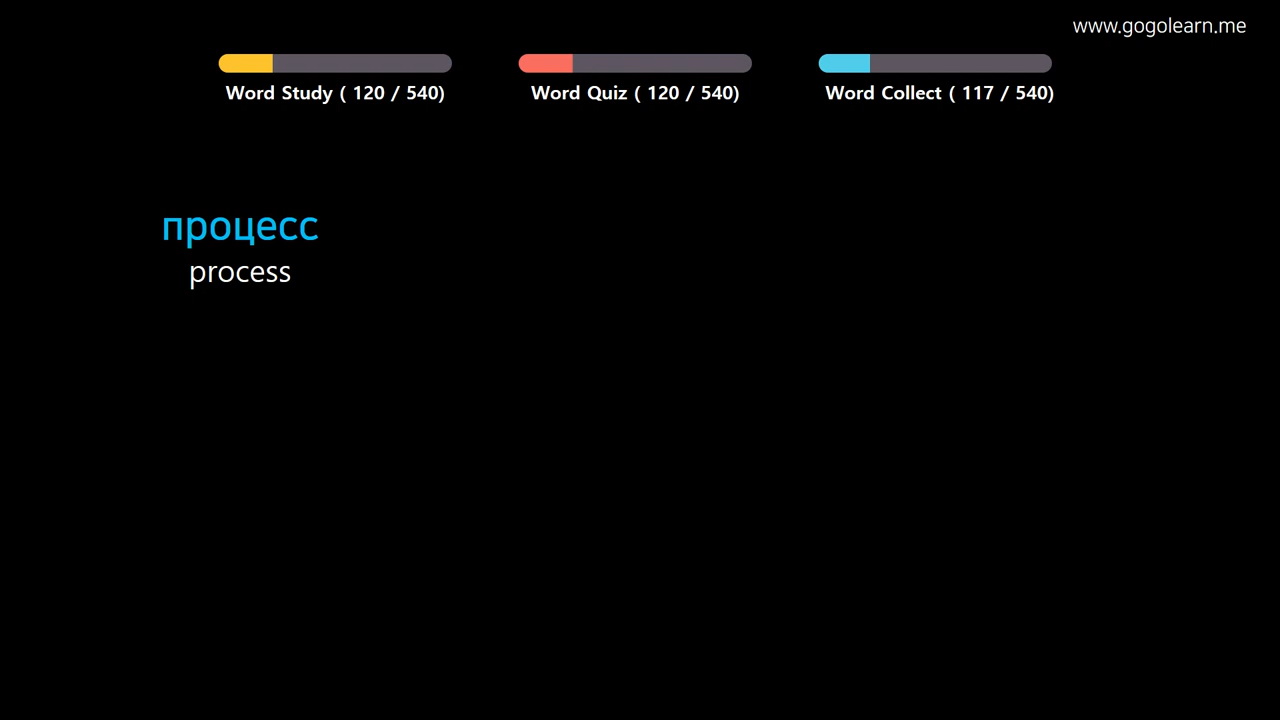 www.gogolearn.me
Word Study ( 120 / 540)
Word Quiz ( 120 / 540)
Word Collect ( 117 / 540)
процесс
process